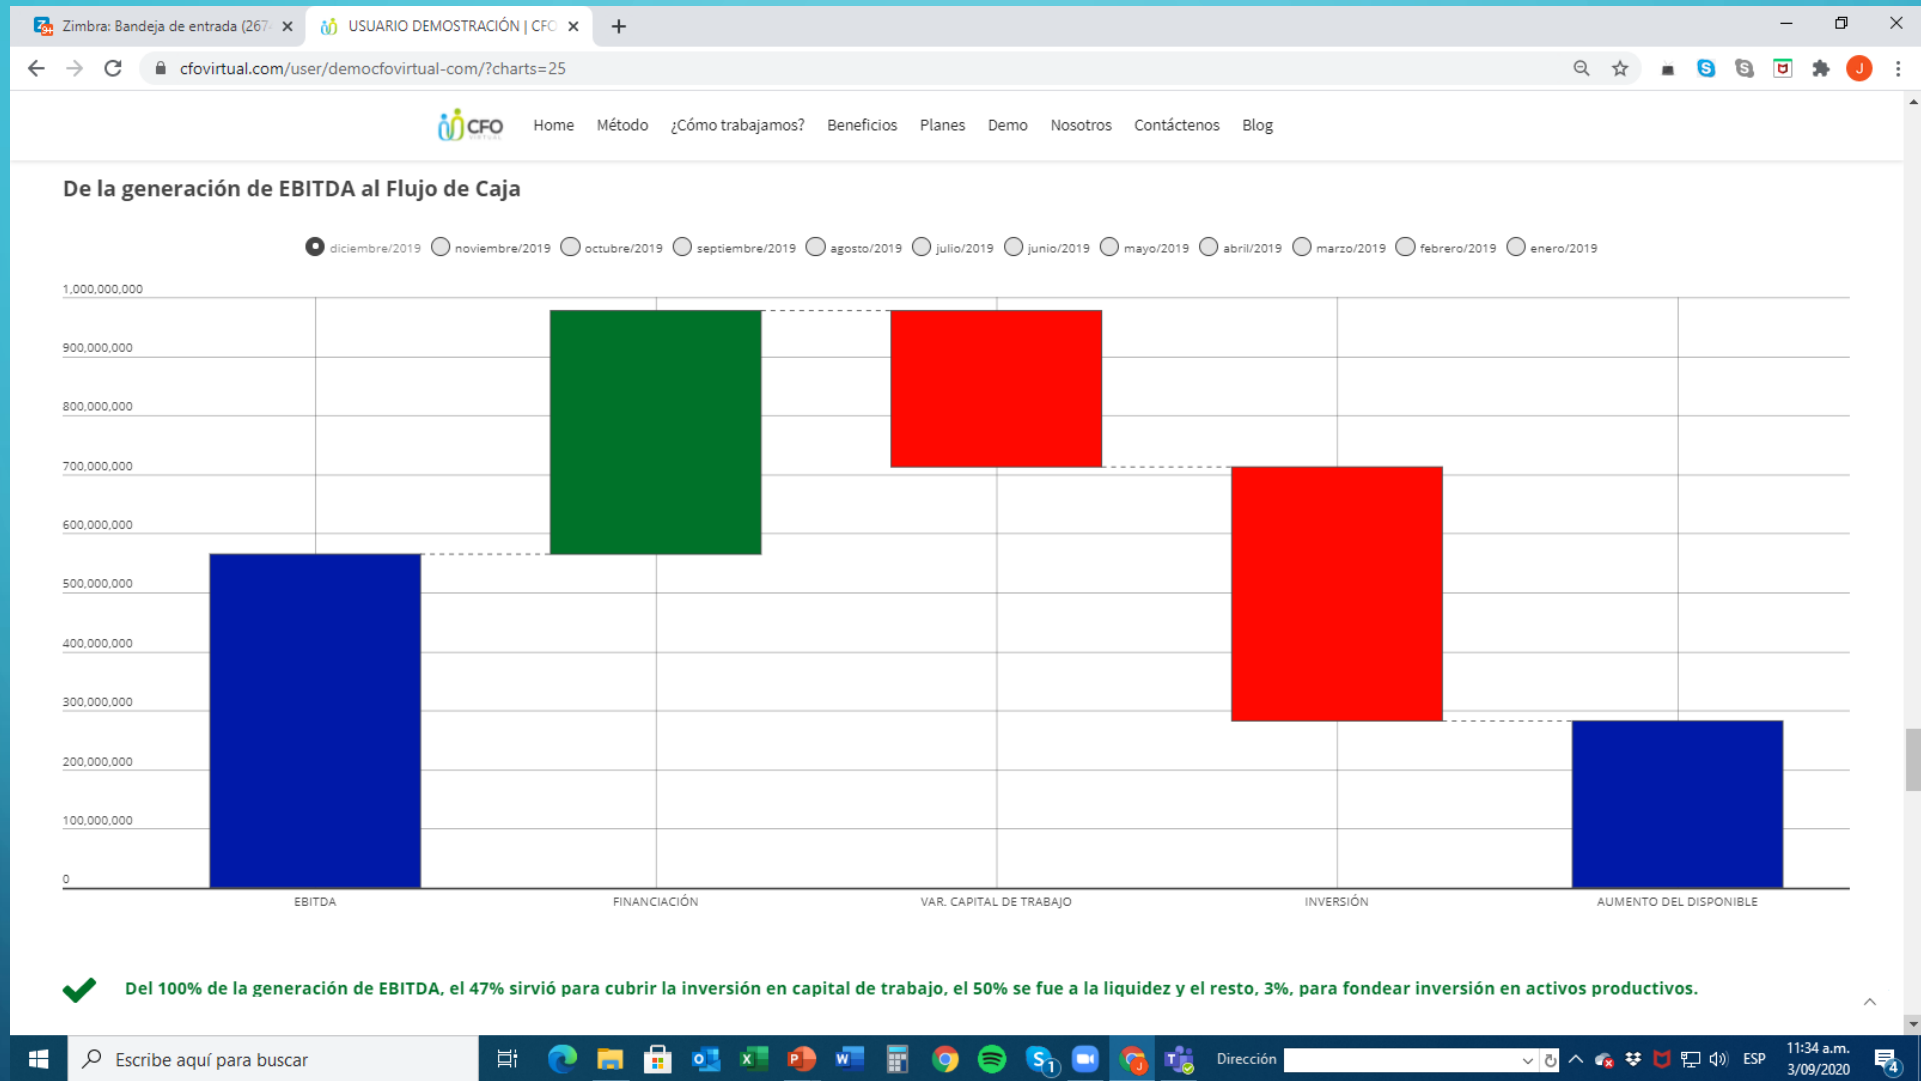 Zimbra: Bandeja de entrada (267
USUARIO DEMOSTRACIÓN | CFO
cfovirtual.com/user/democfovirtual-com/?charts=25
J
CFO
VIRTUAL
Home Método ¿Cómo trabajamos? Beneficios Planes Demo Nosotros Contáctenos Blog
De la generación de EBITDA al Flujo de Caja
diciembre/2019 noviembre/2019 octubre/2019 septiembre/2019 agosto/2019 julio/2019 junio/2019 mayo/2019 abril/2019 marzo/2019 febrero/2019 enero/2019
1,000,000,000
900,000,000
800,000,000
700,000,000
600,000,000
500,000,000
400,000,000
300,000,000
200,000,000
100,000,000
0
EBITDA FINANCIACIÓN VAR. CAPITAL DE TRABAJO INVERSIÓN AUMENTO DEL DISPONIBLE
Del 100% de la generación de EBITDA, el 47% sirvió para cubrir la inversión en capital de trabajo, el 50% se fue a la liquidez y el resto, 3%, para fondear inversión en activos productivos.
Escribe aquí para buscar
Dirección
ESP
11:34 a.m.
3/09/2020
4